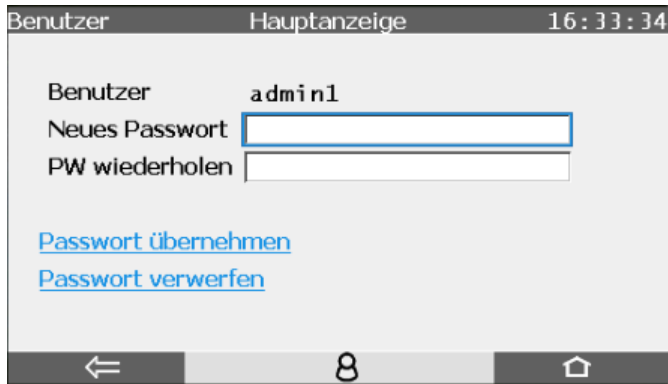 Benutzer Hauptanzeige 16:33:34
Benutzer admin1
Neues Passwort
PW wiederholen
Passwort übernehmen
Passwort verwerfen